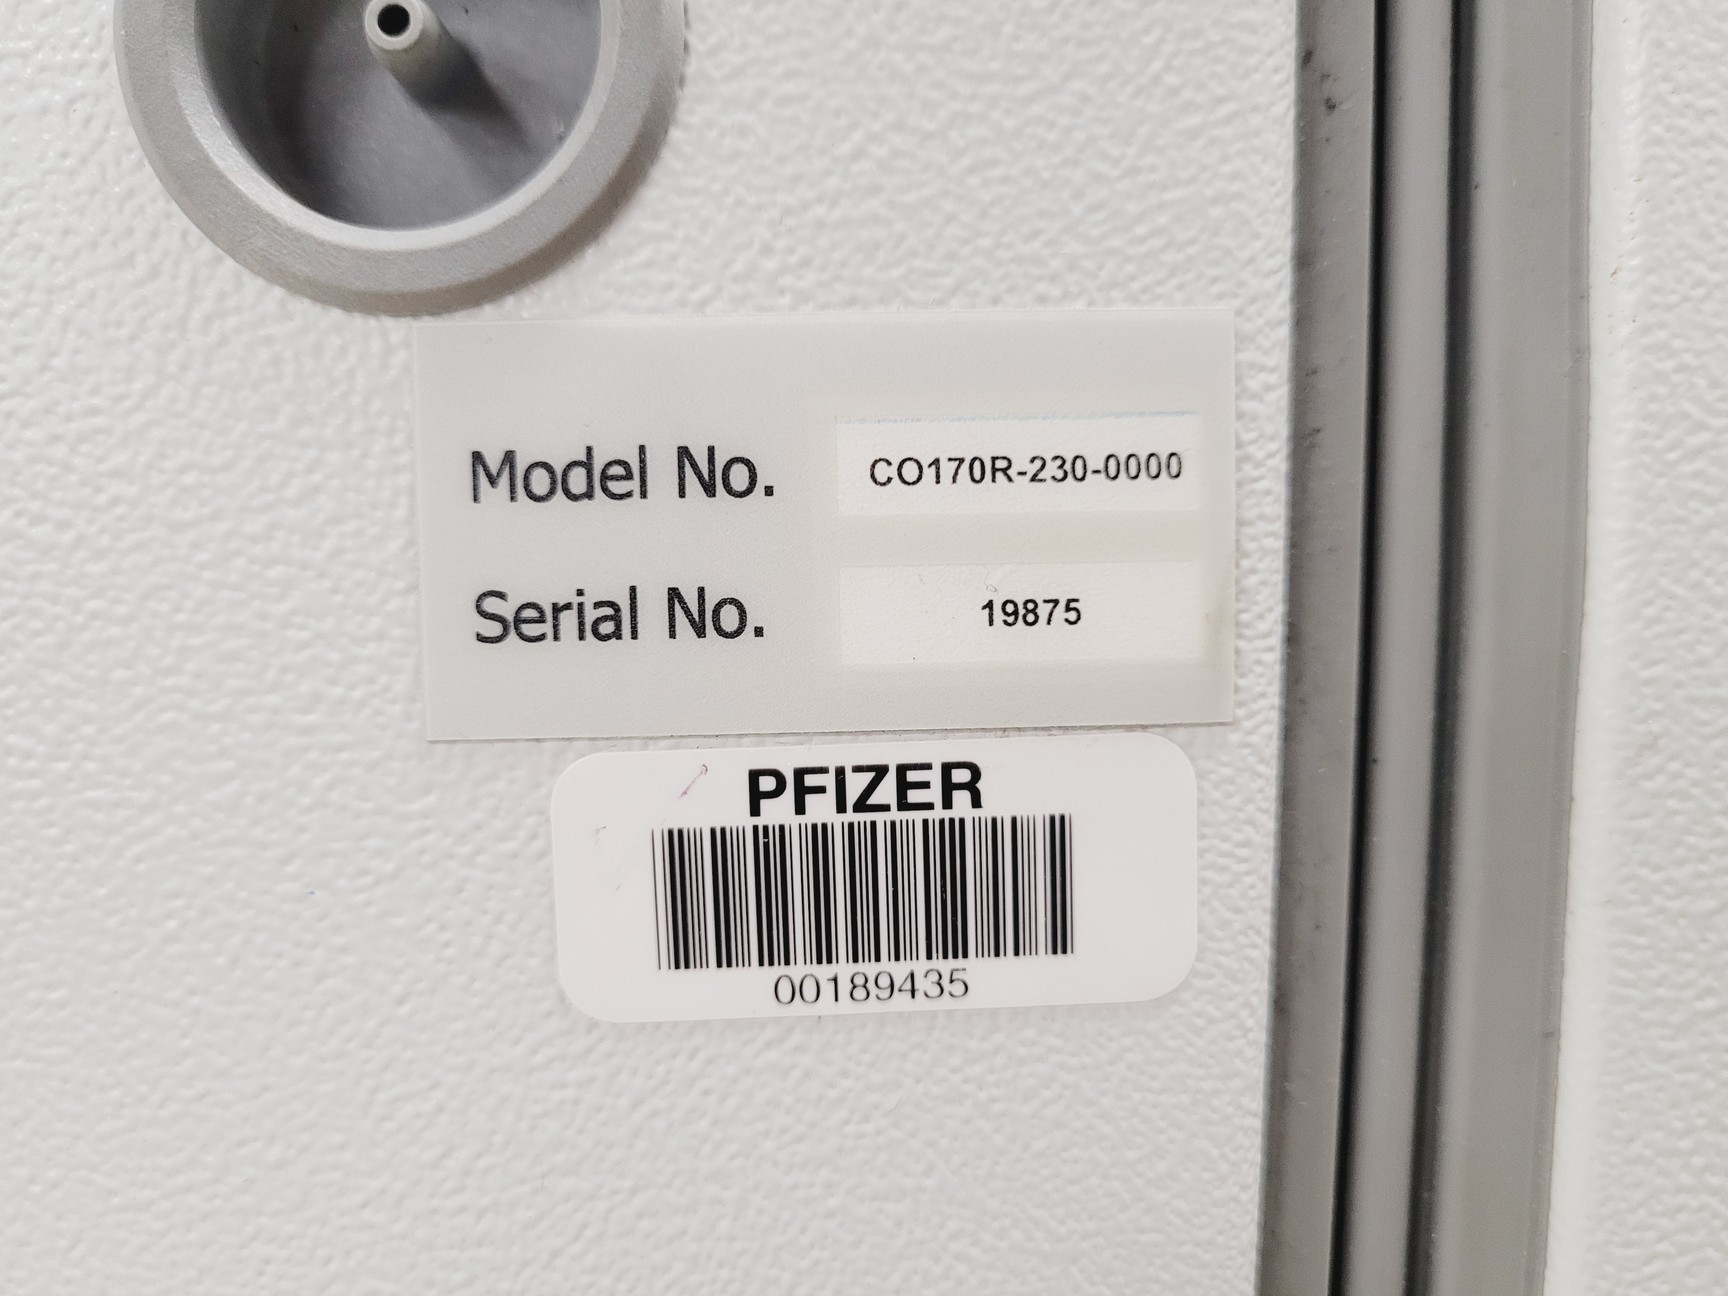 Model No. CO170R-230-0000
Serial No. 19875
PFIZER
00189435